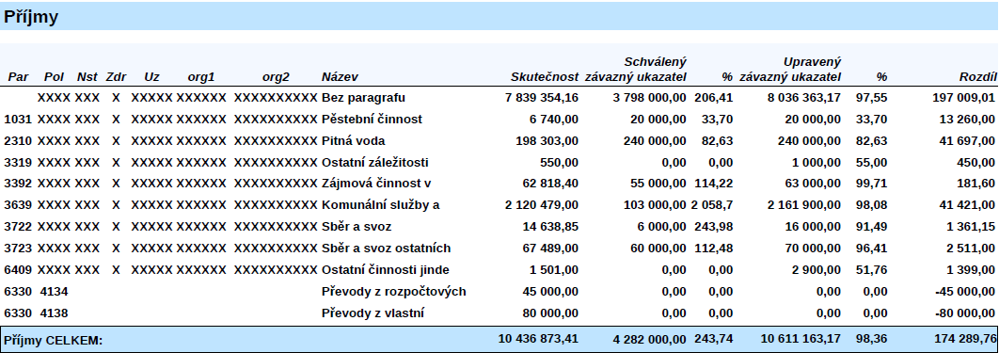 Příjmy
Schválený Upravený
Par Pol Nst Zdr Uz org1 org2 Název Skutečnost závazný ukazatel % závazný ukazatel % Rozdíl
XXXX XXX X XXXXX XXXXXX XXXXXXXXXX Bez paragrafu 7 839 354,16 3 798 000,00 206,41 8 036 363,17 97,55 197 009,01
1031 XXXX XXX X XXXXX XXXXXX XXXXXXXXXX Pěstební činnost 6 740,00 20 000,00 33,70 20 000,00 33,70 13 260,00
2310 XXXX XXX X XXXXX XXXXXX XXXXXXXXXX Pitná voda 198 303,00 240 000,00 82,63 240 000,00 82,63 41 697,00
3319 XXXX XXX X XXXXX XXXXXX XXXXXXXXXX Ostatní záležitosti 550,00 0,00 0,00 1 000,00 55,00 450,00
3392 XXXX XXX X XXXXX XXXXXX XXXXXXXXXX Zájmová činnost v 62 818,40 55 000,00 114,22 63 000,00 99,71 181,60
3639 XXXX XXX X XXXXX XXXXXX XXXXXXXXXX Komunální služby a 2 120 479,00 103 000,00 2 058,7 2 161 900,00 98,08 41 421,00
3722 XXXX XXX X XXXXX XXXXXX XXXXXXXXXX Sběr a svoz 14 638,85 6 000,00 243,98 16 000,00 91,49 1 361,15
3723 XXXX XXX X XXXXX XXXXXX XXXXXXXXXX Sběr a svoz ostatních 67 489,00 60 000,00 112,48 70 000,00 96,41 2 511,00
6409 XXXX XXX X XXXXX XXXXXX XXXXXXXXXX Ostatní činnosti jinde 1 501,00 0,00 0,00 2 900,00 51,76 1 399,00
6330 4134 Převody z rozpočtových 45 000,00 0,00 0,00 0,00 0,00 -45 000,00
6330 4138 Převody z vlastní 80 000,00 0,00 0,00 0,00 0,00 -80 000,00
Příjmy CELKEM: 10 436 873,41 4 282 000,00 243,74 10 611 163,17 98,36 174 289,76